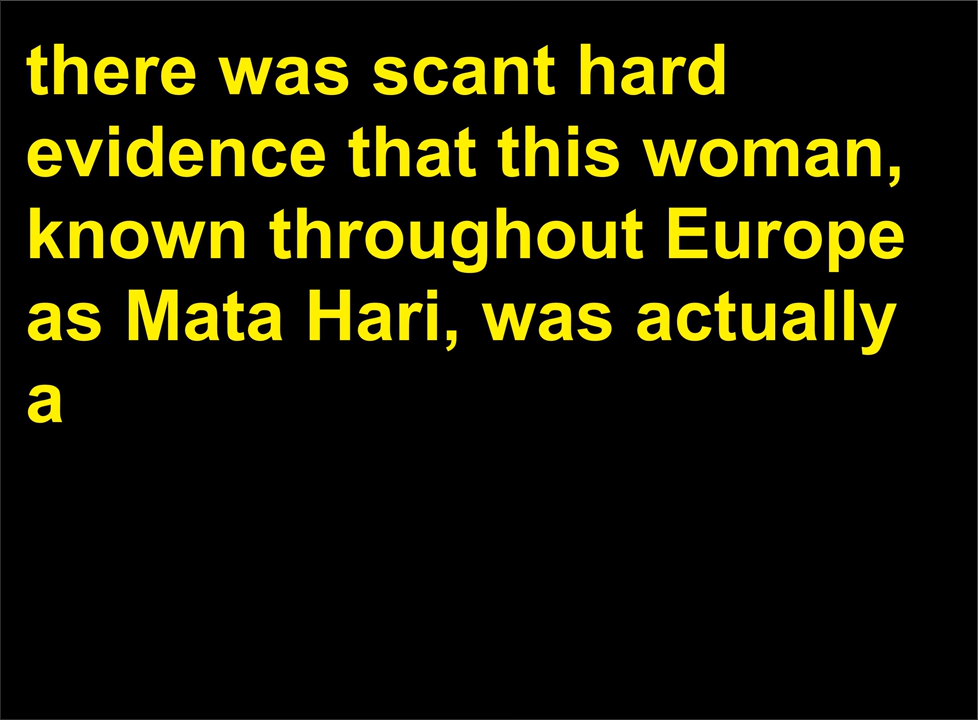 there was scant hard
evidence that this woman,
known throughout Europe
as Mata Hari, was actually
a